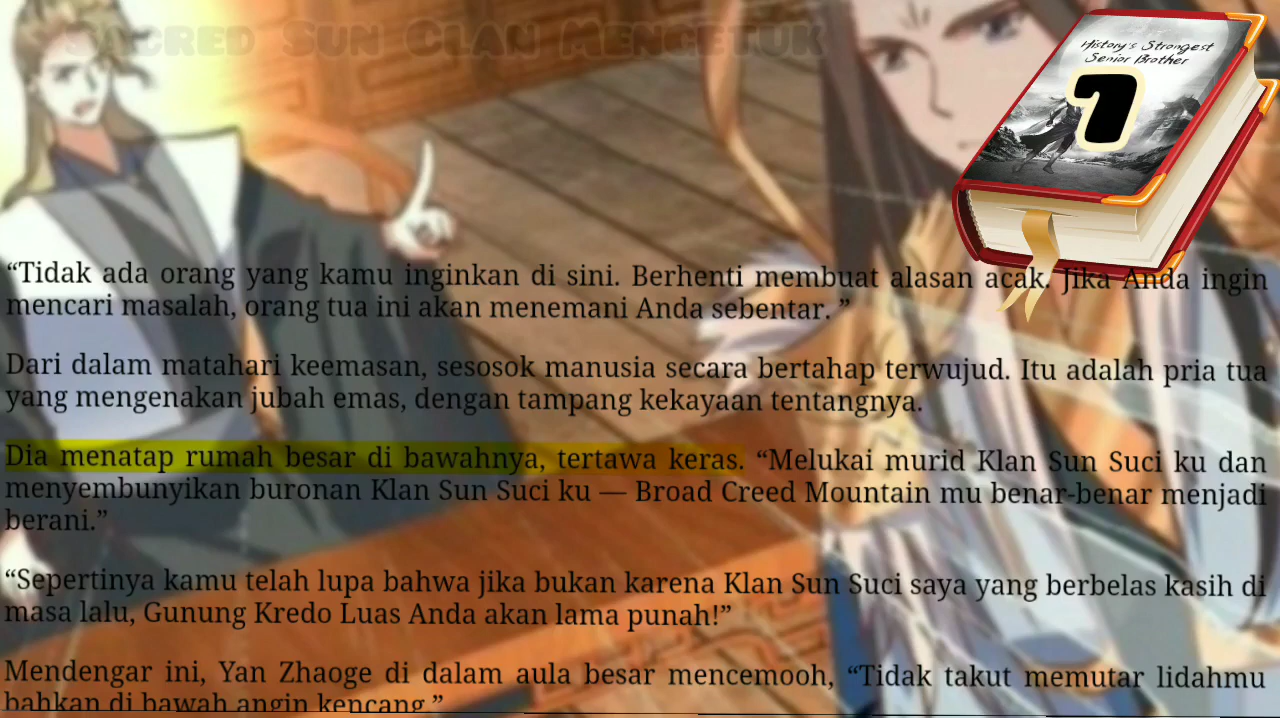 Sacred Sun Clan Mengetuk
History's Strongest
Senior Brother
7
“Tidak ada orang yang kamu inginkan di sini. Berhenti membuat alasan acak. Jika Anda ingin
mencari masalah, orang tua ini akan menemani Anda sebentar. ”
Dari dalam matahari keemasan, sesosok manusia secara bertahap terwujud. Itu adalah pria tua
yang mengenakan jubah emas, dengan tampang kekayaan tentangnya.
Dia menatap rumah besar di bawahnya, tertawa keras. “Melukai murid Klan Sun Suci ku dan
menyembunyikan buronan Klan Sun Suci ku — Broad Creed Mountain mu benar-benar menjadi
berani.”
“Sepertinya kamu telah lupa bahwa jika bukan karena Klan Sun Suci saya yang berbelas kasih di
masa lalu, Gunung Kredo Luas Anda akan lama punah!”
Mendengar ini, Yan Zhaoge di dalam aula besar mencemooh, “Tidak takut memutar lidahmu
bahkan di bawah angin kencang.”